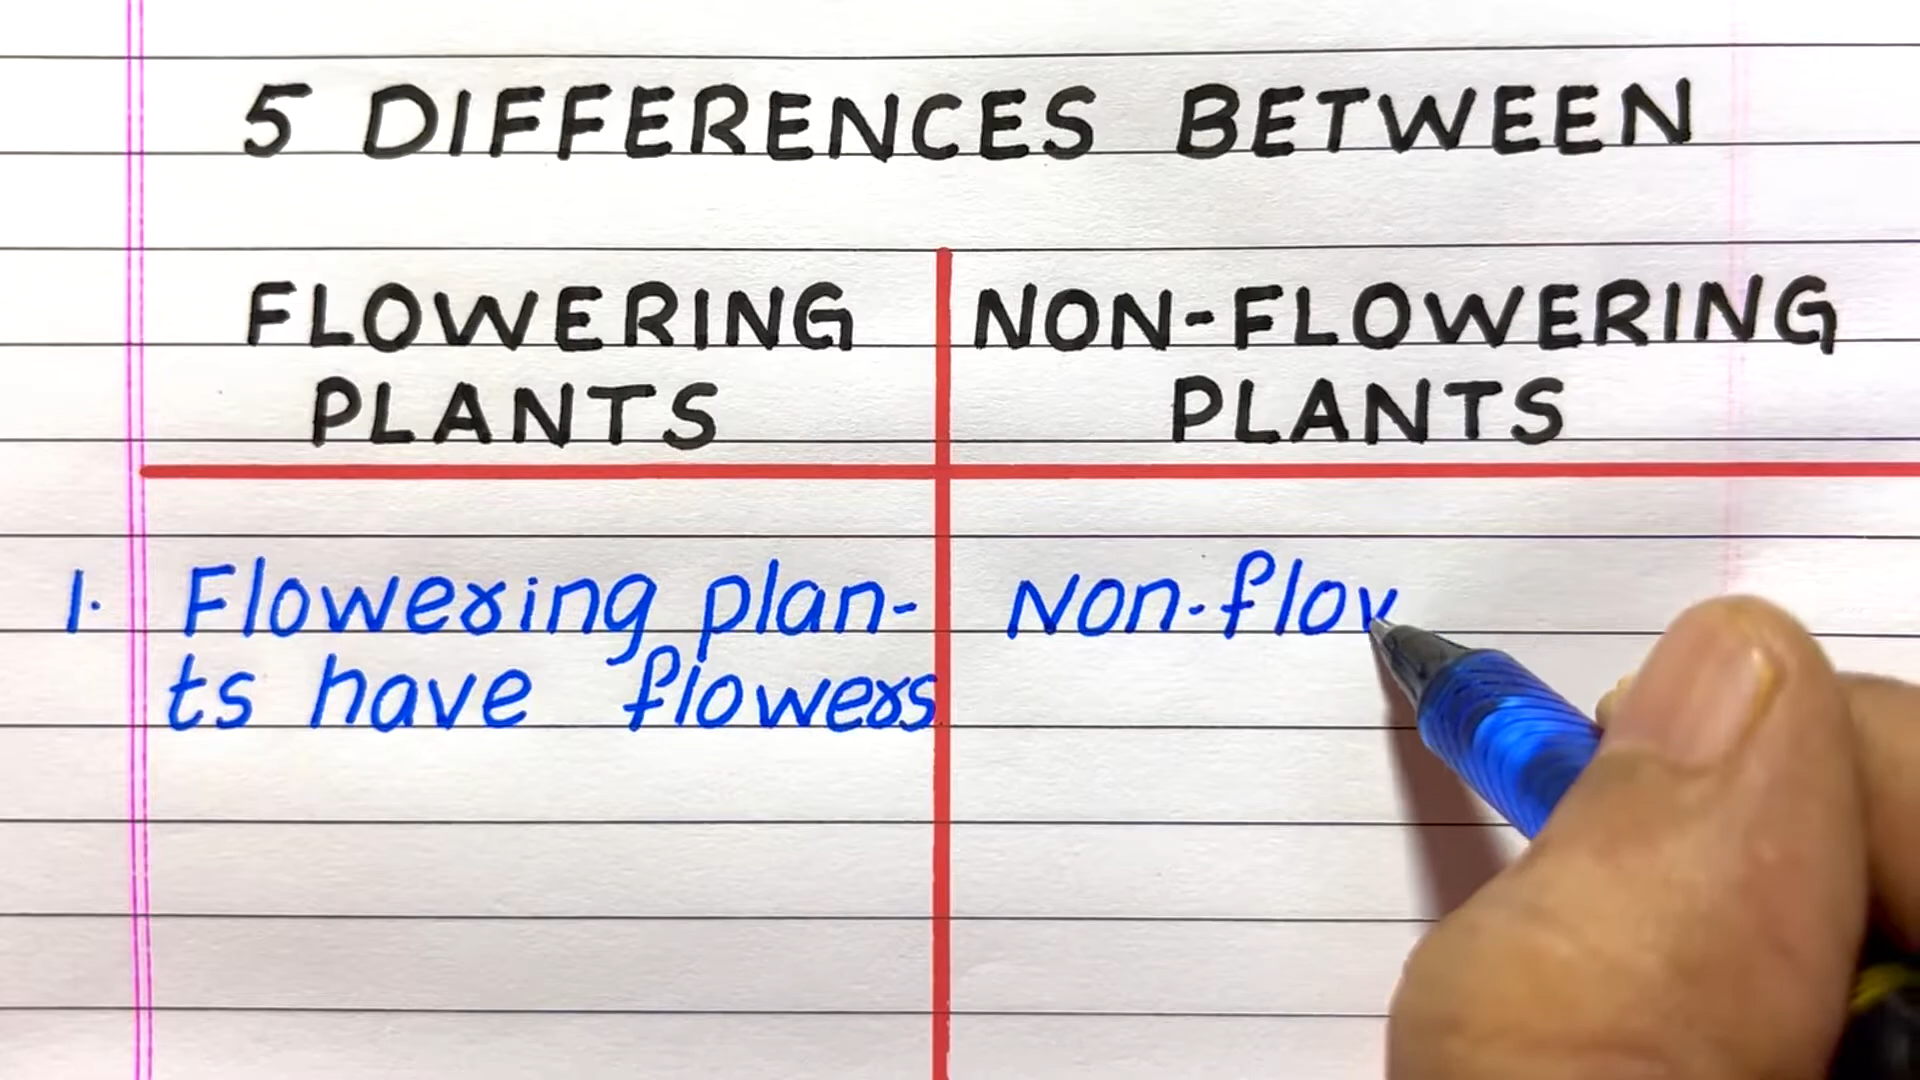 5 DIFFERENCES BETWEEN
FLOWERING
PLANTS
NON-FLOWERING
PLANTS
1. Flowering plan-
ts have flowers
Non-flow